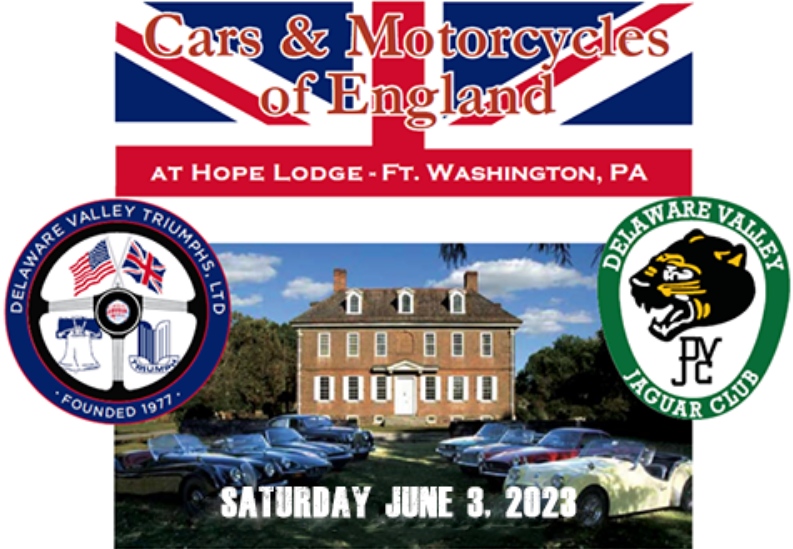 Cars & Motorcycles
of England
AT HOPE LODGE - FT. WASHINGTON, PA
DELAWARE VALLEY TRIUMPHS, LTD
TRIUMPH
· FOUNDED 1977 ·
DELAWARE VALLEY
DVJC
JAGUAR CLUB
SATURDAY JUNE 3, 2023